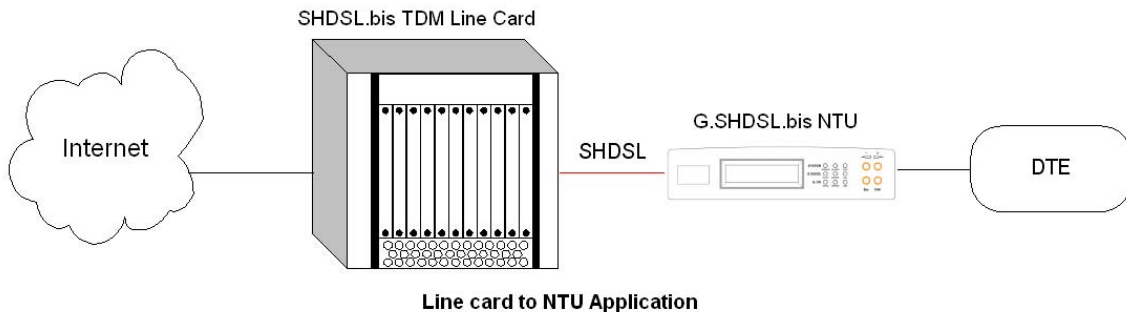 SHDSL.bis TDM Line Card
G.SHDSL.bis NTU
Internet
SHDSL
DTE
Line card to NTU Application